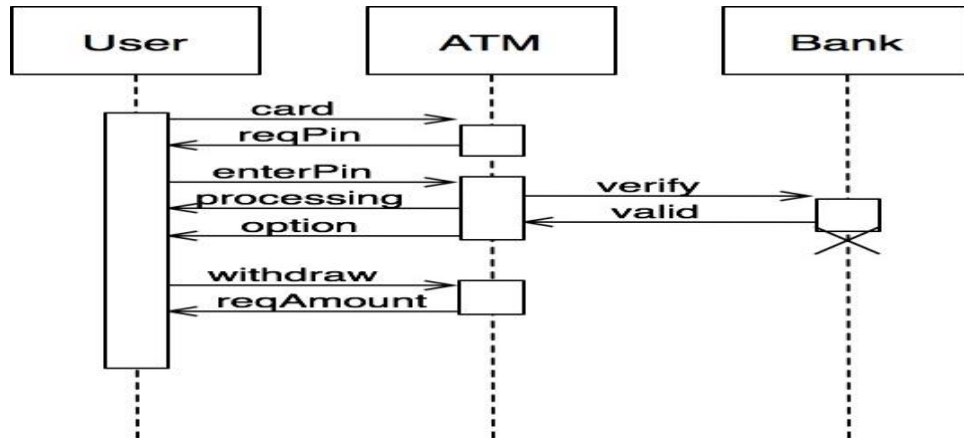 User
ATM
Bank
card
reqPin
enterPin
verify
processing
valid
option
withdraw
reqAmount